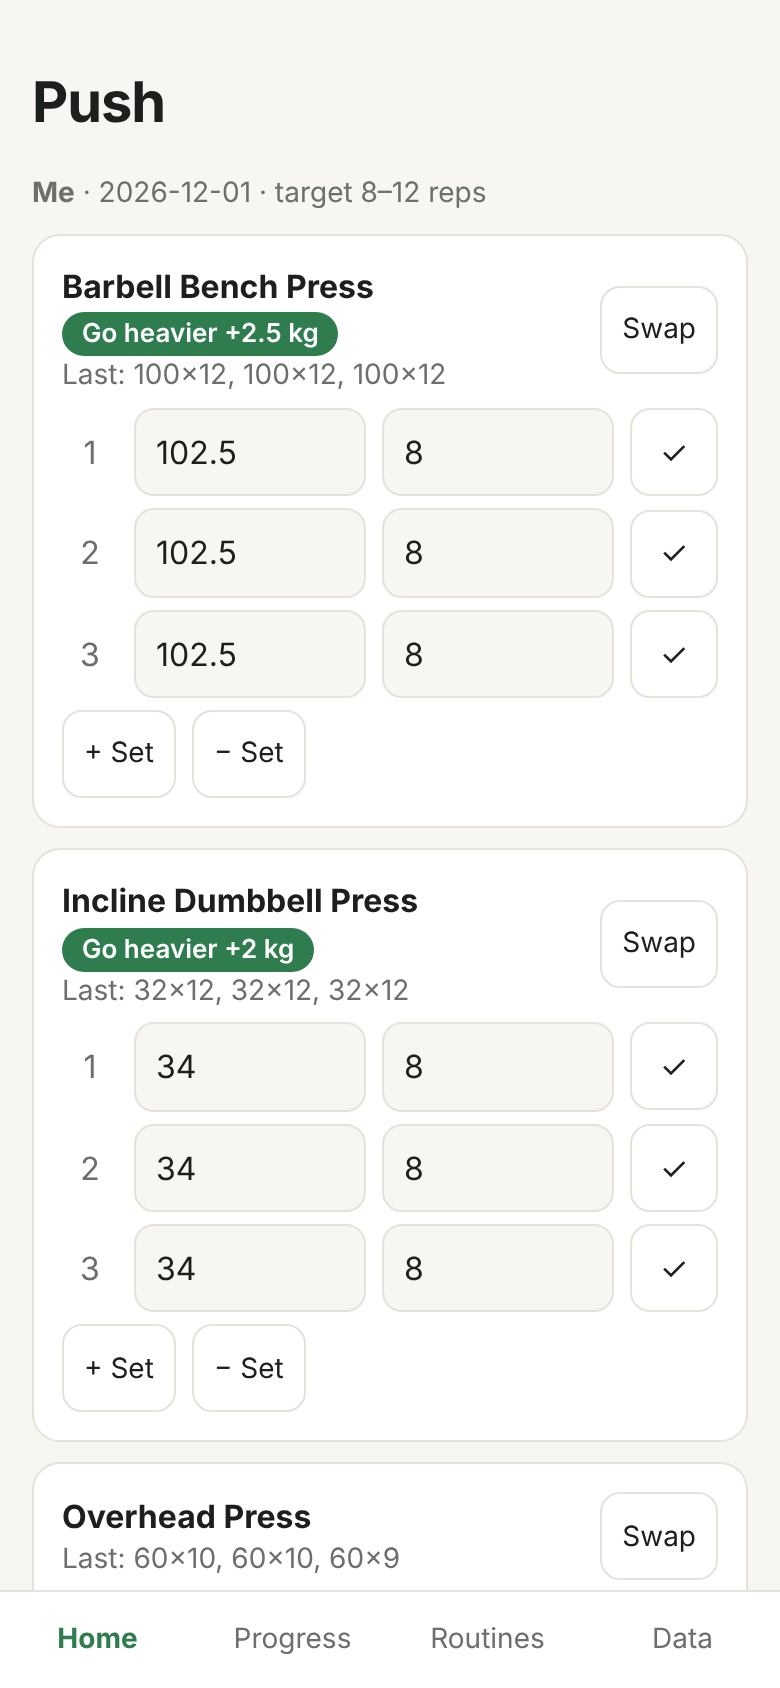 Push
Me · 2026-12-01 · target 8–12 reps
Barbell Bench Press
Go heavier +2.5 kg
Last: 100×12, 100×12, 100×12
Swap
1 102.5 8 ✓
2 102.5 8 ✓
3 102.5 8 ✓
+ Set − Set
Incline Dumbbell Press
Go heavier +2 kg
Last: 32×12, 32×12, 32×12
Swap
1 34 8 ✓
2 34 8 ✓
3 34 8 ✓
+ Set − Set
Overhead Press
Last: 60×10, 60×10, 60×9
Swap
Home Progress Routines Data